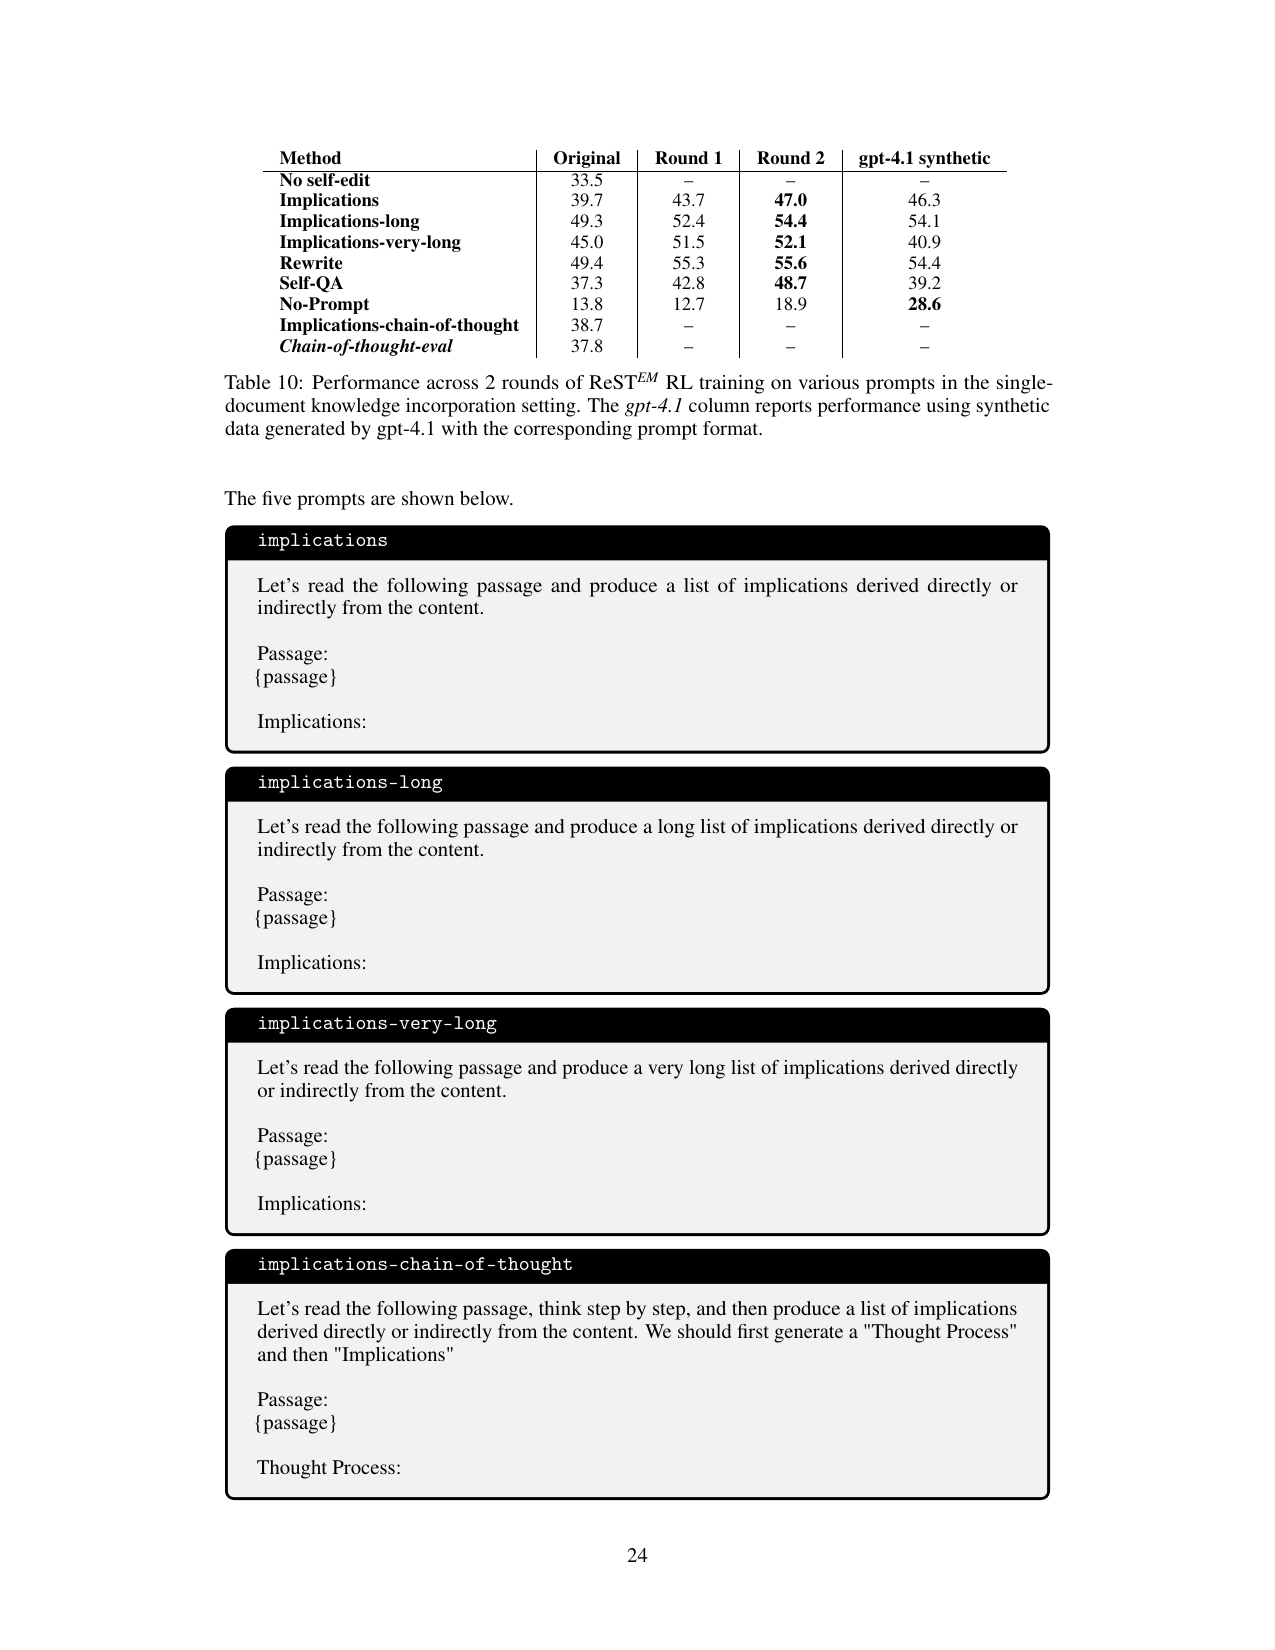 Method Original Round 1 Round 2 gpt-4.1 synthetic
No self-edit 33.5 – – –
Implications 39.7 43.7 47.0 46.3
Implications-long 49.3 52.4 54.4 54.1
Implications-very-long 45.0 51.5 52.1 40.9
Rewrite 49.4 55.3 55.6 54.4
Self-QA 37.3 42.8 48.7 39.2
No-Prompt 13.8 12.7 18.9 28.6
Implications-chain-of-thought 38.7 – – –
Chain-of-thought-eval 37.8 – – –
Table 10: Performance across 2 rounds of ReST^EM RL training on various prompts in the single-
document knowledge incorporation setting. The gpt-4.1 column reports performance using synthetic
data generated by gpt-4.1 with the corresponding prompt format.
The five prompts are shown below.
implications
Let's read the following passage and produce a list of implications derived directly or
indirectly from the content.
Passage:
{passage}
Implications:
implications-long
Let's read the following passage and produce a long list of implications derived directly or
indirectly from the content.
Passage:
{passage}
Implications:
implications-very-long
Let's read the following passage and produce a very long list of implications derived directly
or indirectly from the content.
Passage:
{passage}
Implications:
implications-chain-of-thought
Let's read the following passage, think step by step, and then produce a list of implications
derived directly or indirectly from the content. We should first generate a "Thought Process"
and then "Implications"
Passage:
{passage}
Thought Process:
24